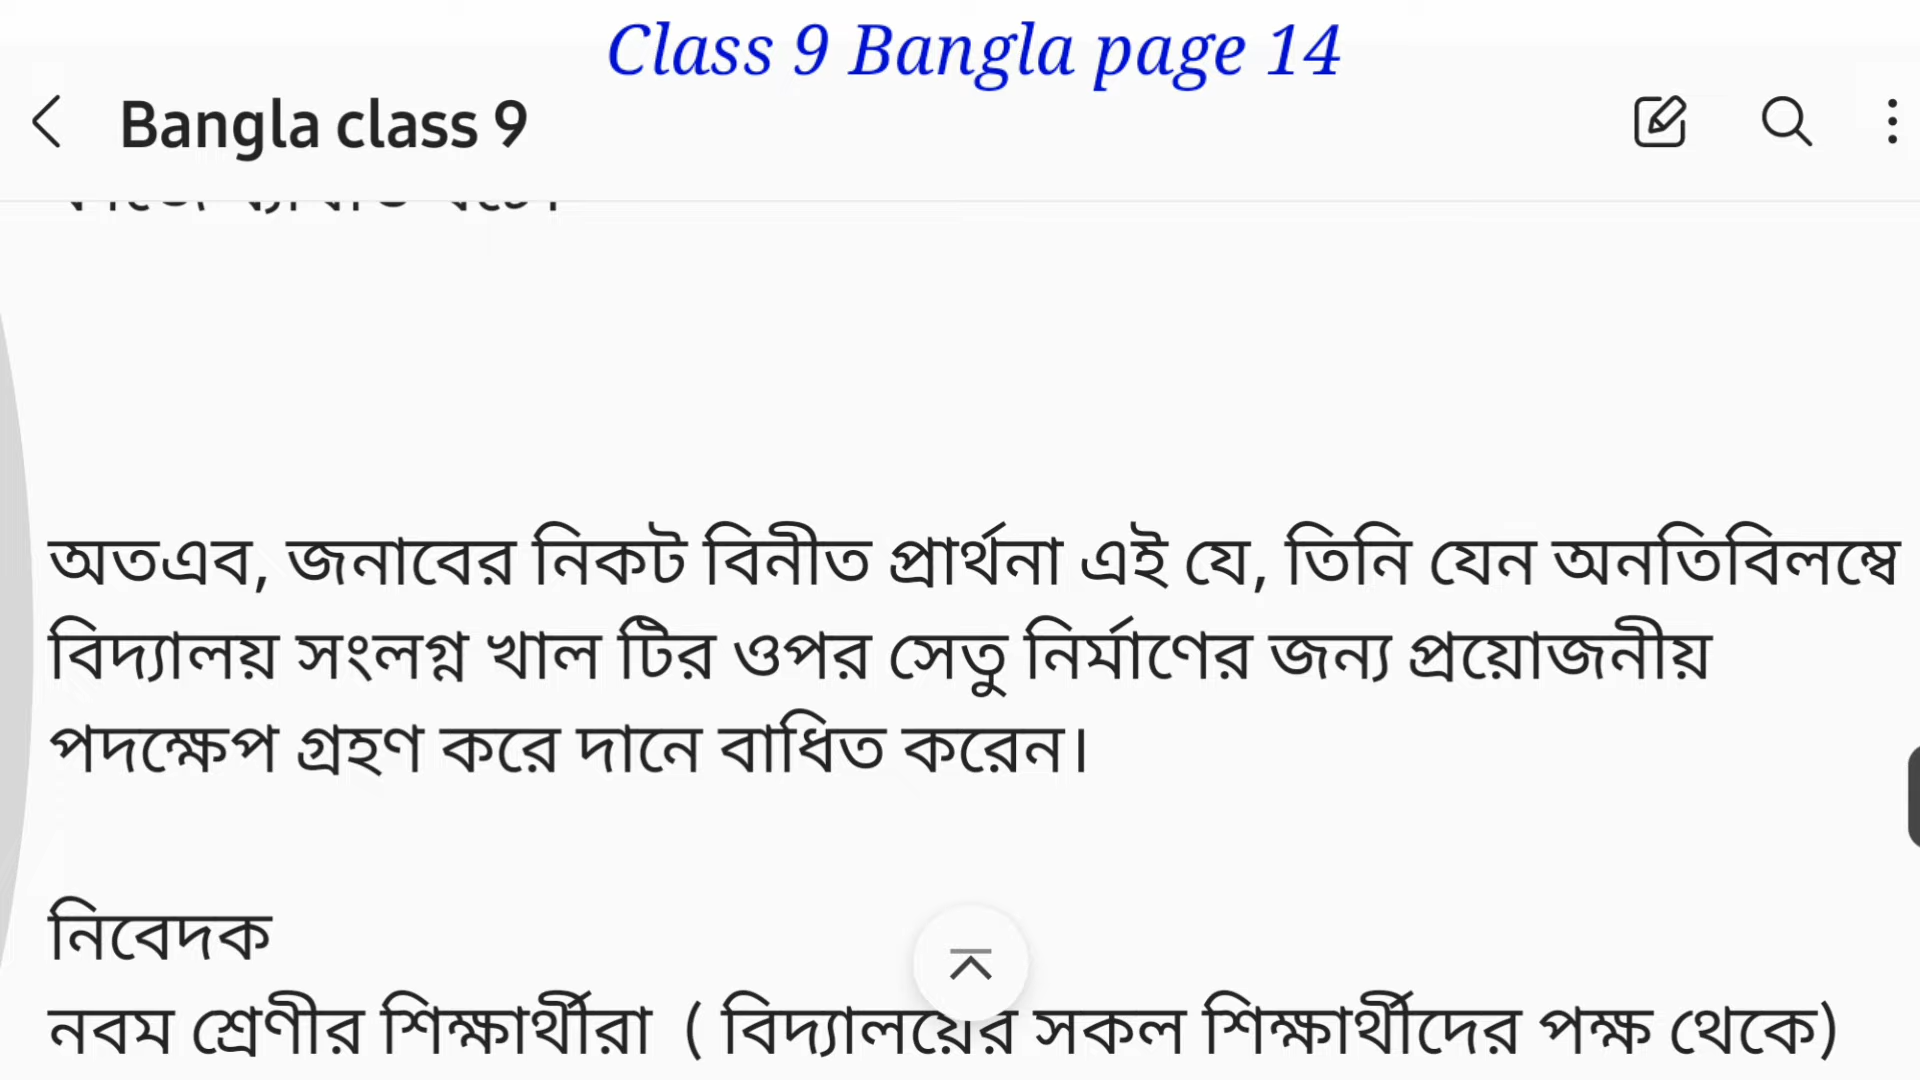 Class 9 Bangla page 14
Bangla class 9
অতএব, জনাবের নিকট বিনীত প্রার্থনা এই যে, তিনি যেন অনতিবিলম্বে
বিদ্যালয় সংলগ্ন খাল টির ওপর সেতু নির্মাণের জন্য প্রয়োজনীয়
পদক্ষেপ গ্রহণ করে দানে বাধিত করেন।
নিবেদক
নবম শ্রেণীর শিক্ষার্থীরা ( বিদ্যালয়ের সকল শিক্ষার্থীদের পক্ষ থেকে)